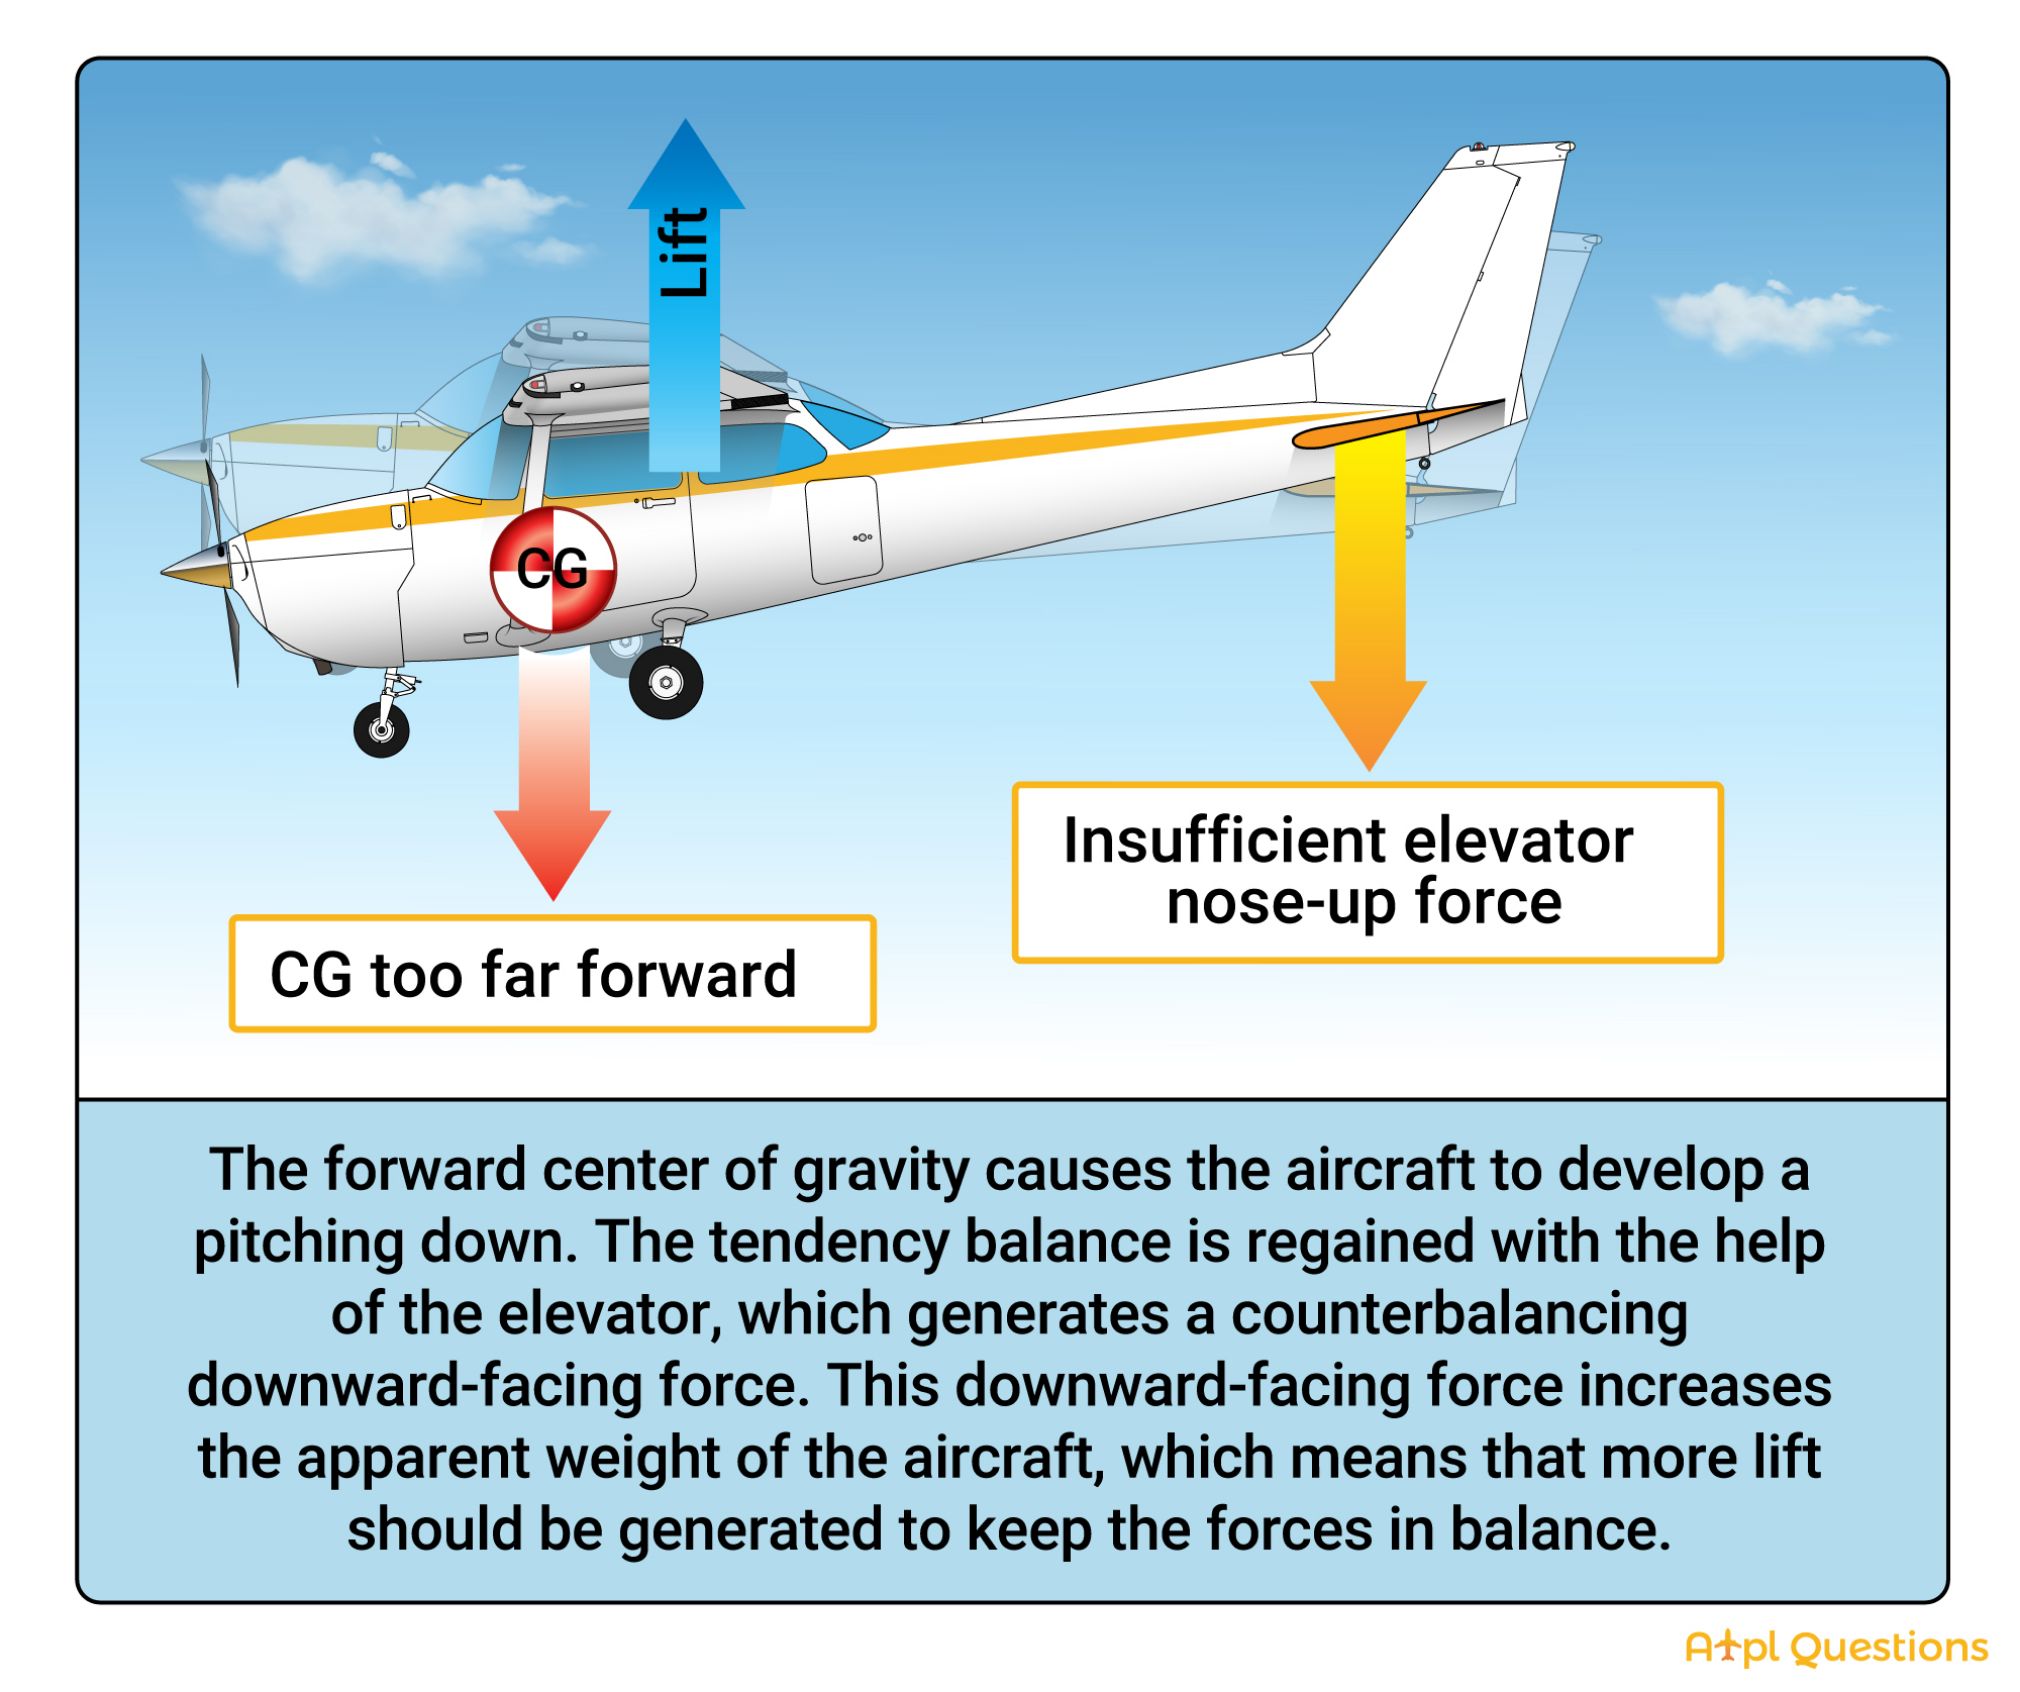 Lift
CG
CG too far forward
Insufficient elevator
nose-up force
The forward center of gravity causes the aircraft to develop a
pitching down. The tendency balance is regained with the help
of the elevator, which generates a counterbalancing
downward-facing force. This downward-facing force increases
the apparent weight of the aircraft, which means that more lift
should be generated to keep the forces in balance.
Atpl Questions